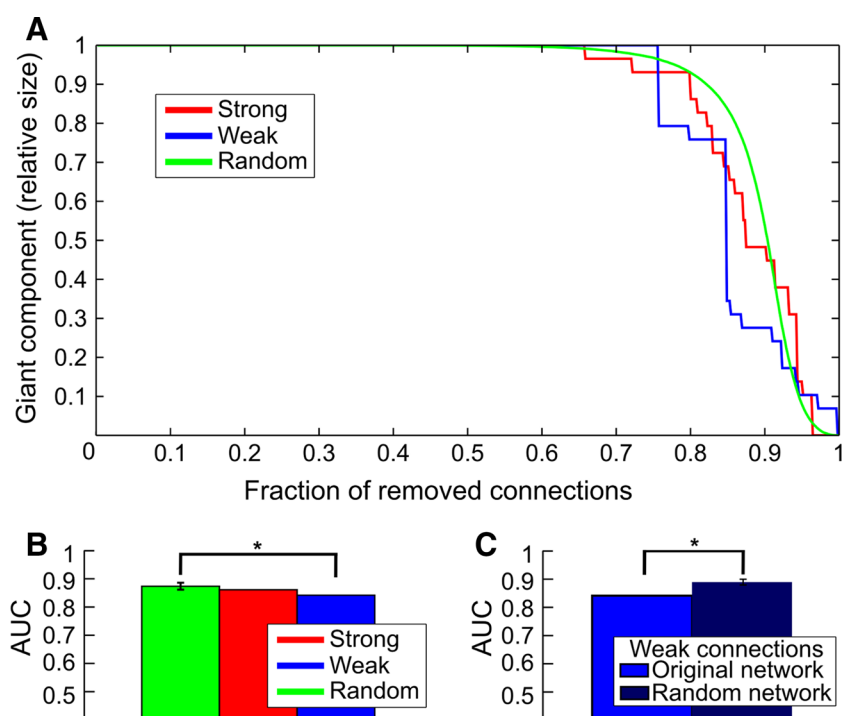 A
Giant component (relative size)
1
0.9
0.8
0.7
0.6
0.5
0.4
0.3
0.2
0.1
Strong
Weak
Random
0 0.1 0.2 0.3 0.4 0.5 0.6 0.7 0.8 0.9 1
Fraction of removed connections
B
AUC
1
0.9
0.8
0.7
0.6
0.5
*
Strong
Weak
Random
C
AUC
1
0.9
0.8
0.7
0.6
0.5
*
Weak connections
Original network
Random network